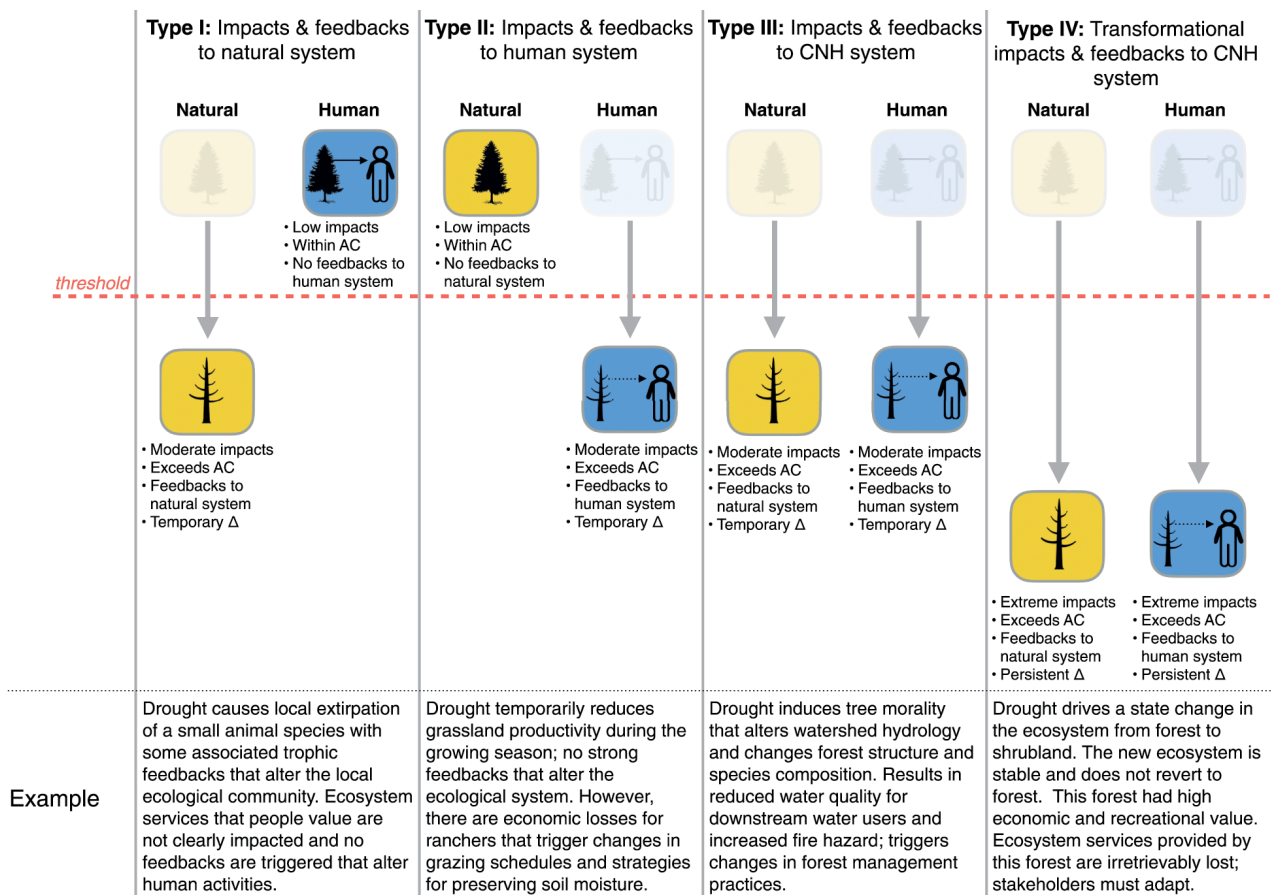 Type I: Impacts & feedbacks
to natural system
Natural
Human
• Low impacts
• Within AC
• No feedbacks to
human system
• Moderate impacts
• Exceeds AC
• Feedbacks to
natural system
• Temporary Δ
Type II: Impacts & feedbacks
to human system
Natural
Human
• Low impacts
• Within AC
• No feedbacks to
natural system
• Moderate impacts
• Exceeds AC
• Feedbacks to
human system
• Temporary Δ
Type III: Impacts & feedbacks
to CNH system
Natural
Human
• Moderate impacts
• Exceeds AC
• Feedbacks to
natural system
• Temporary Δ
• Moderate impacts
• Exceeds AC
• Feedbacks to
human system
• Temporary Δ
Type IV: Transformational
impacts & feedbacks to CNH
system
Natural
Human
• Extreme impacts
• Exceeds AC
• Feedbacks to
natural system
• Persistent Δ
• Extreme impacts
• Exceeds AC
• Feedbacks to
human system
• Persistent Δ
threshold
Example
Drought causes local extirpation
of a small animal species with
some associated trophic
feedbacks that alter the local
ecological community. Ecosystem
services that people value are
not clearly impacted and no
feedbacks are triggered that alter
human activities.
Drought temporarily reduces
grassland productivity during the
growing season; no strong
feedbacks that alter the
ecological system. However,
there are economic losses for
ranchers that trigger changes in
grazing schedules and strategies
for preserving soil moisture.
Drought induces tree morality
that alters watershed hydrology
and changes forest structure and
species composition. Results in
reduced water quality for
downstream water users and
increased fire hazard; triggers
changes in forest management
practices.
Drought drives a state change in
the ecosystem from forest to
shrubland. The new ecosystem is
stable and does not revert to
forest. This forest had high
economic and recreational value.
Ecosystem services provided by
this forest are irretrievably lost;
stakeholders must adapt.